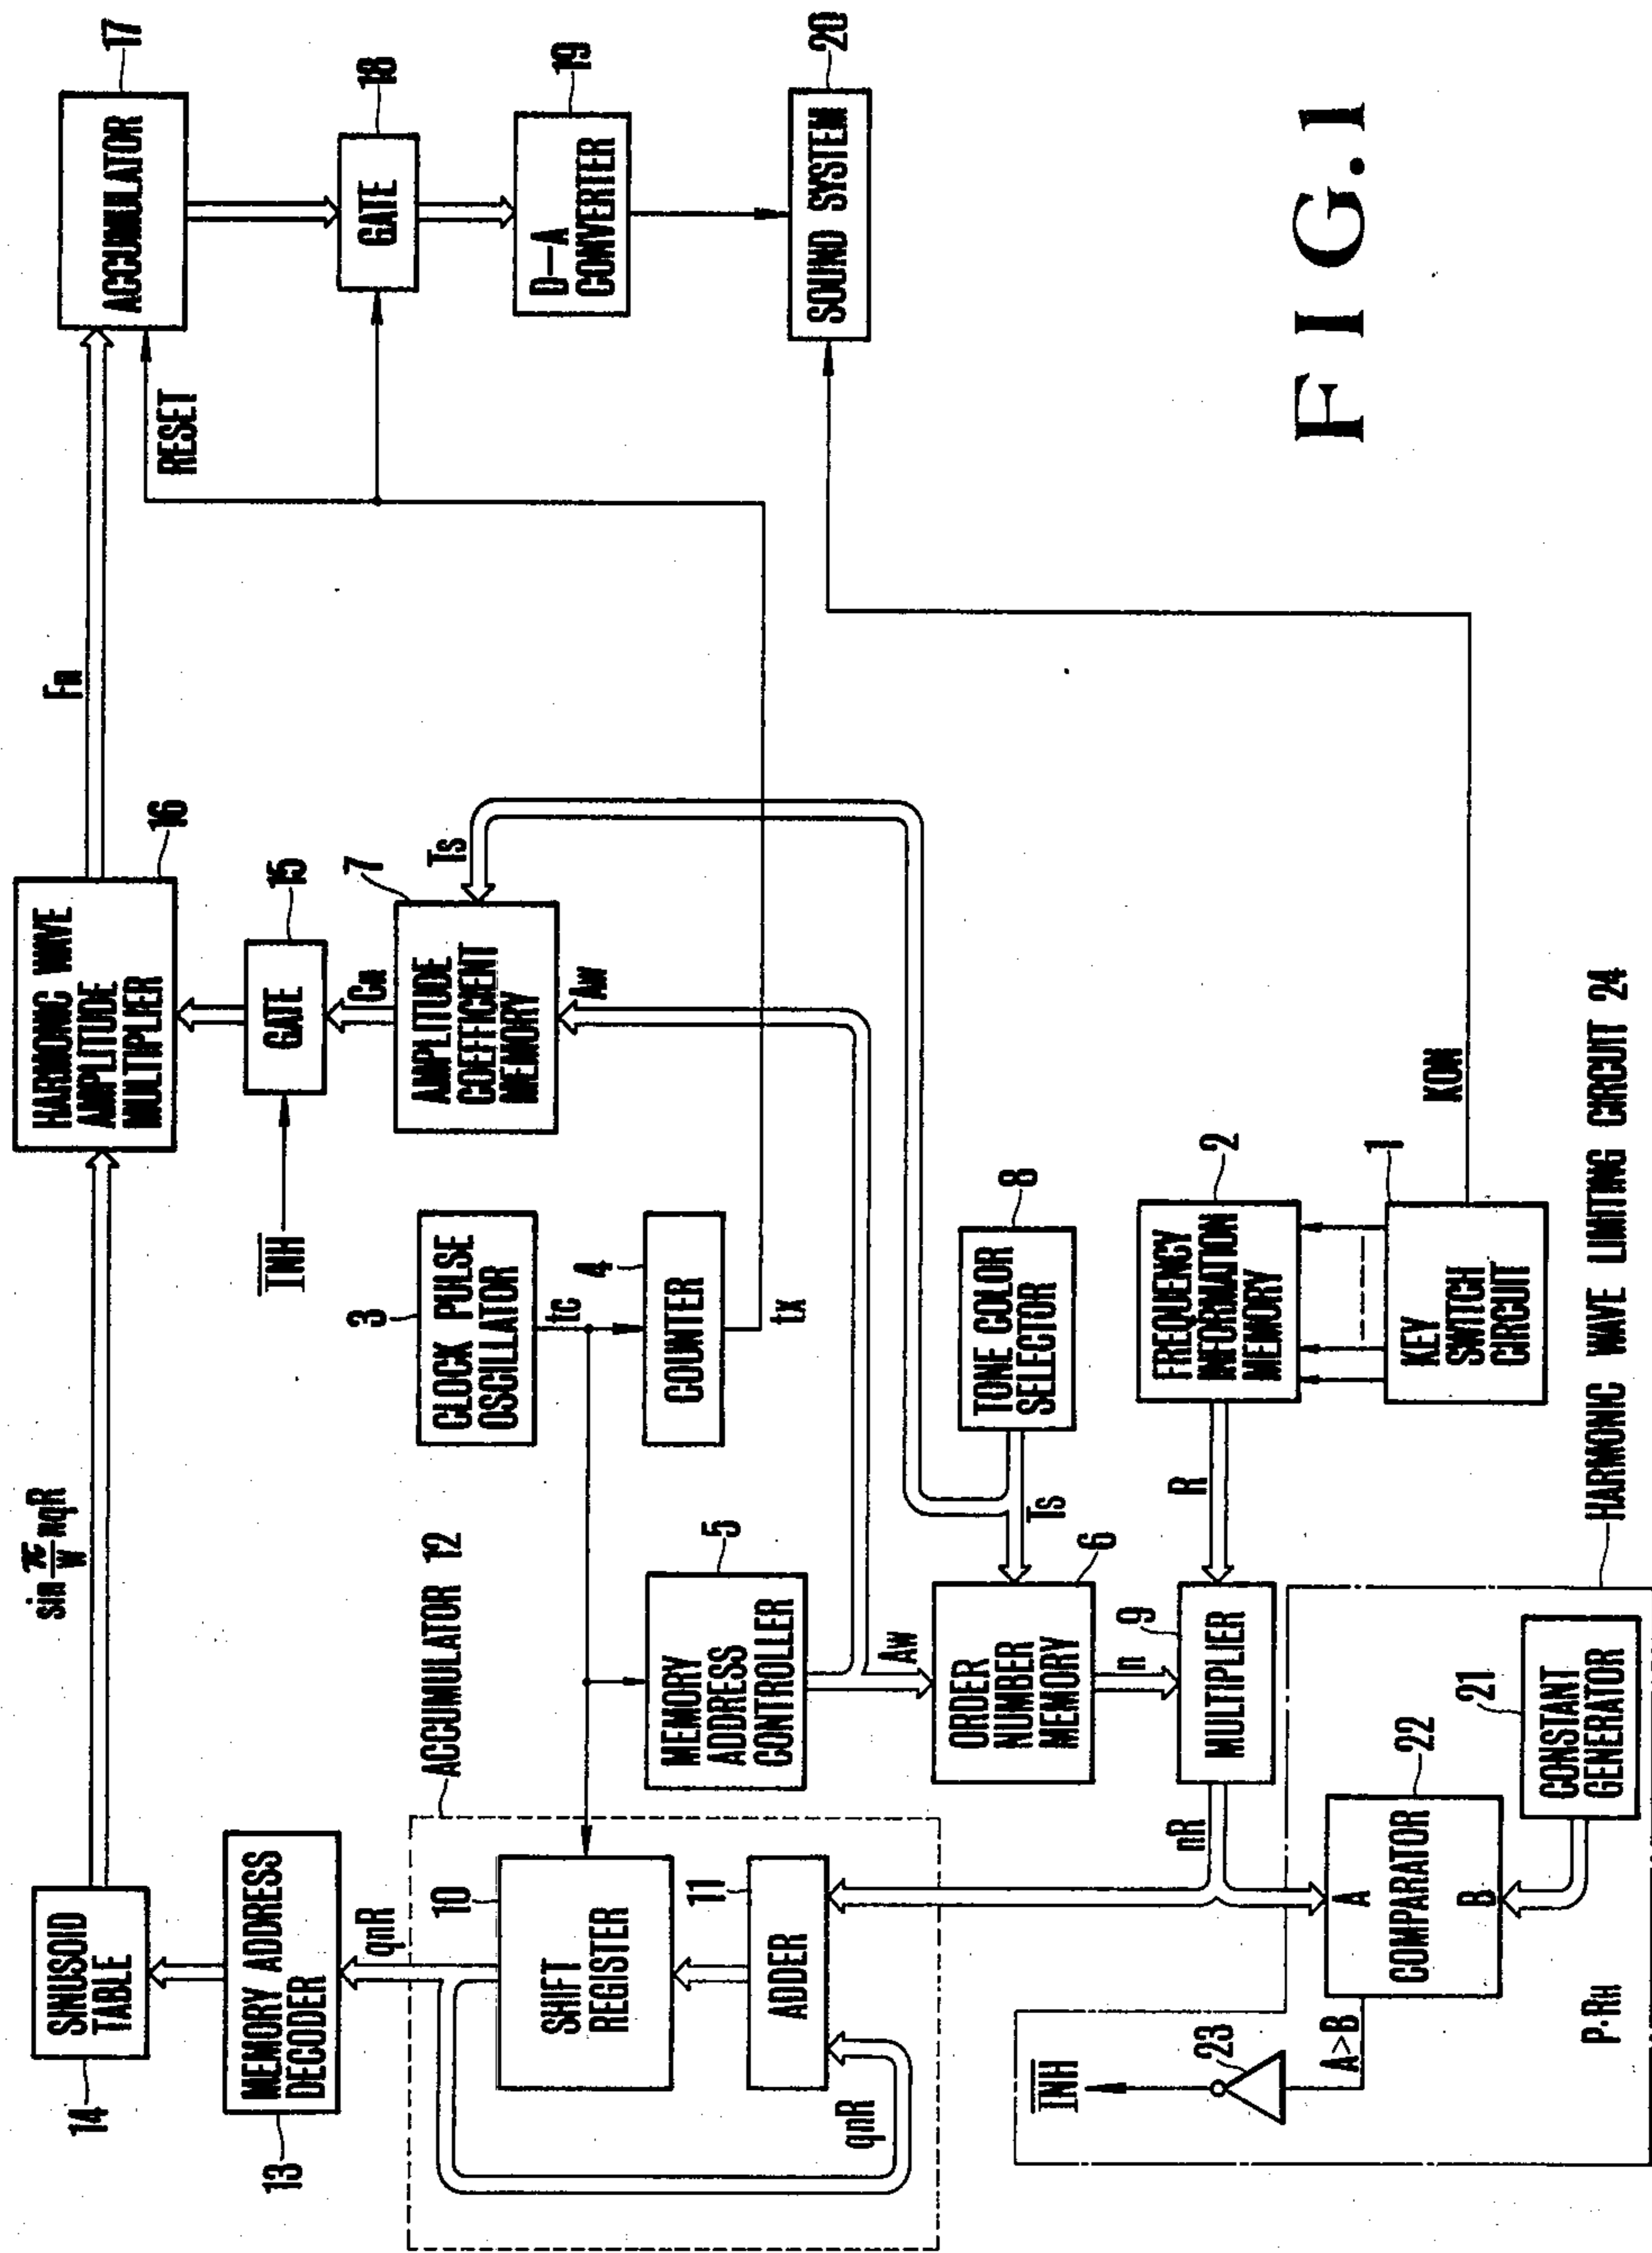 sin π/W nqR
Fn
SINUSOID
TABLE
14
HARMONIC WAVE
AMPLITUDE
MULTIPLIER
16
ACCUMULATOR
17
RESET
MEMORY ADDRESS
DECODER
13
GATE
15
INH
GATE
18
qnR
Cn
ACCUMULATOR 12
CLOCK PULSE
OSCILLATOR
3
tc
AMPLITUDE
COEFFICIENT
MEMORY
7
Ts
Aw
D-A
CONVERTER
19
SHIFT
REGISTER
10
COUNTER
4
tx
MEMORY
ADDRESS
CONTROLLER
5
ADDER
11
qnR
Aw
SOUND SYSTEM
20
ORDER
NUMBER
MEMORY
6
Ts
TONE COLOR
SELECTOR
8
n
MULTIPLIER
9
nR
R
FREQUENCY
INFORMATION
MEMORY
2
KEY
SWITCH
CIRCUIT
1
KON
INH
23
A>B
A
COMPARATOR
B
22
P·RH
CONSTANT
GENERATOR
21
HARMONIC WAVE LIMITING CIRCUIT 24
FIG.1